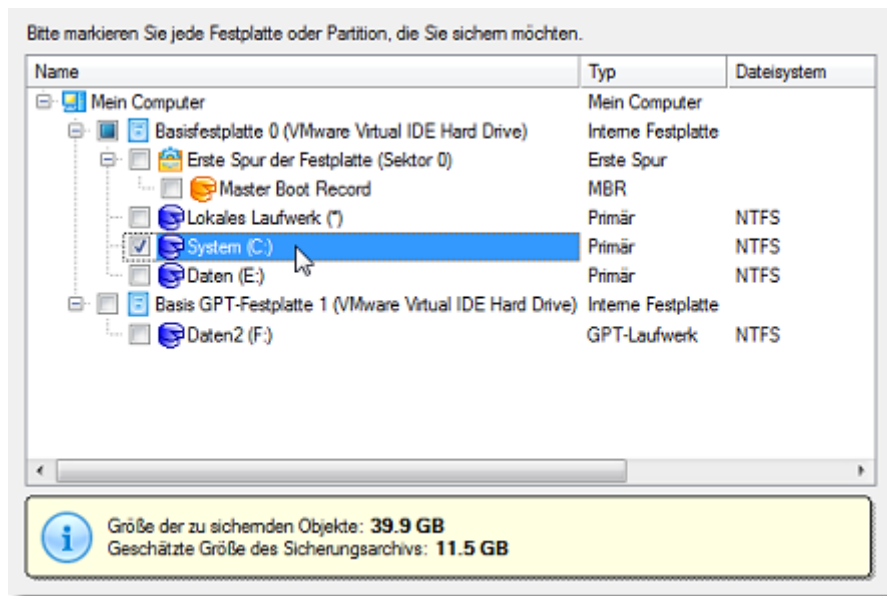 Bitte markieren Sie jede Festplatte oder Partition, die Sie sichern möchten.
Name Typ Dateisystem
Mein Computer Mein Computer
Basisfestplatte 0 (VMware Virtual IDE Hard Drive) Interne Festplatte
Erste Spur der Festplatte (Sektor 0) Erste Spur
Master Boot Record MBR
Lokales Laufwerk (*) Primär NTFS
System (C:) Primär NTFS
Daten (E:) Primär NTFS
Basis GPT-Festplatte 1 (VMware Virtual IDE Hard Drive) Interne Festplatte
Daten2 (F:) GPT-Laufwerk NTFS
Größe der zu sichernden Objekte: 39.9 GB
Geschätzte Größe des Sicherungsarchivs: 11.5 GB